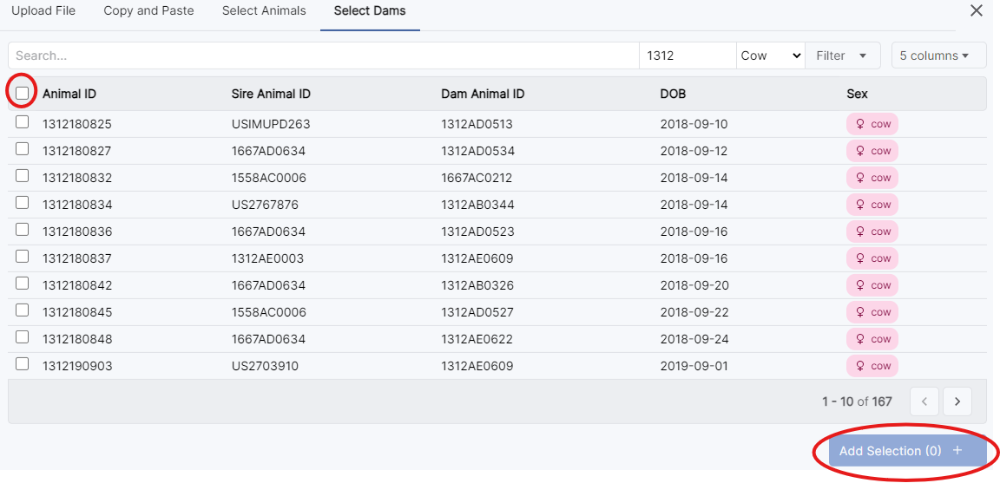 Upload File Copy and Paste Select Animals Select Dams
Search... 1312 Cow Filter 5 columns
Animal ID Sire Animal ID Dam Animal ID DOB Sex
1312180825 USIMUPD263 1312AD0513 2018-09-10 cow
1312180827 1667AD0634 1312AD0534 2018-09-12 cow
1312180832 1558AC0006 1667AC0212 2018-09-14 cow
1312180834 US2767876 1312AB0344 2018-09-14 cow
1312180836 1667AD0634 1312AD0523 2018-09-16 cow
1312180837 1312AE0003 1312AE0609 2018-09-16 cow
1312180842 1667AD0634 1312AB0326 2018-09-20 cow
1312180845 1558AC0006 1312AD0527 2018-09-22 cow
1312180848 1667AD0634 1312AE0622 2018-09-24 cow
1312190903 US2703910 1312AE0609 2019-09-01 cow
1 - 10 of 167
Add Selection (0) +